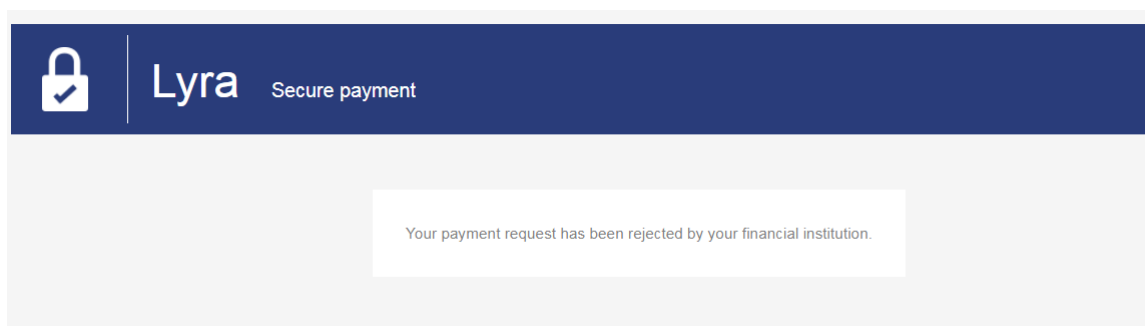 Lyra Secure payment
Your payment request has been rejected by your financial institution.